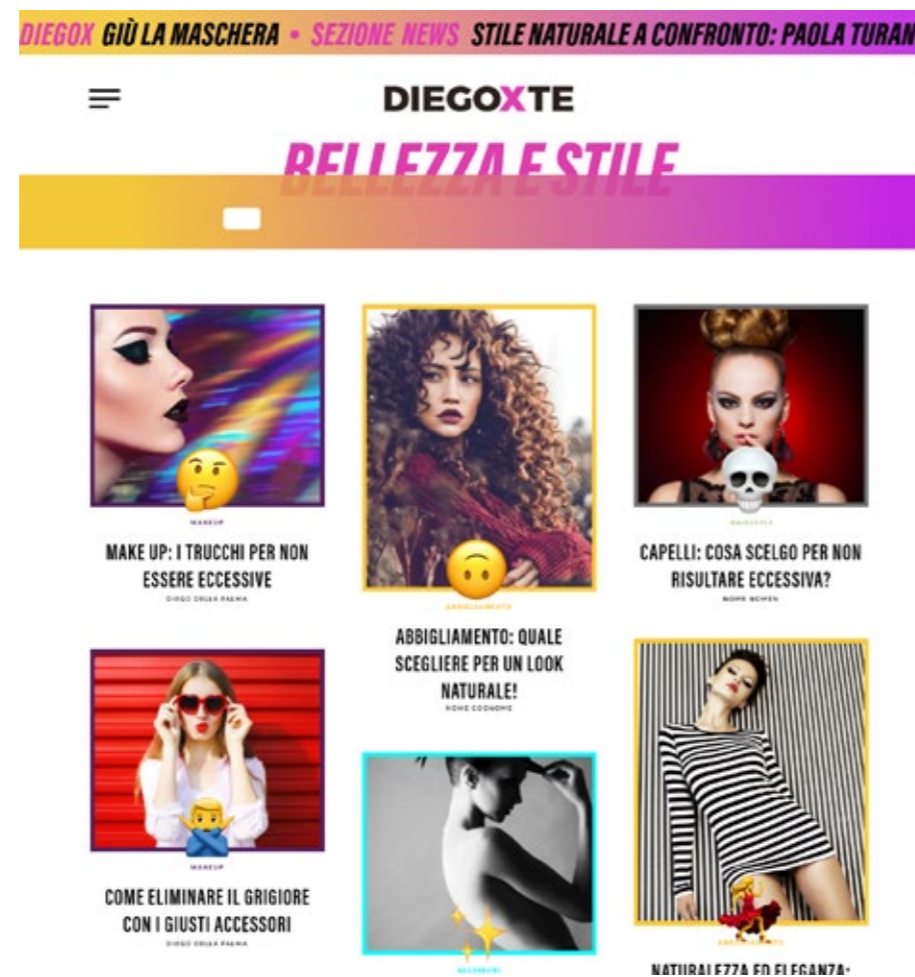 DIEGOX GIÙ LA MASCHERA • SEZIONE NEWS STILE NATURALE A CONFRONTO: PAOLA TURAN
DIEGOXTE
BELLEZZA E STILE
MAKEUP
MAKE UP: I TRUCCHI PER NON
ESSERE ECCESSIVE
DIEGO DELLA PALMA
ABBIGLIAMENTO
ABBIGLIAMENTO: QUALE
SCEGLIERE PER UN LOOK
NATURALE!
NOME COGNOME
CAPELLI: COSA SCELGO PER NON
RISULTARE ECCESSIVA?
MAKEUP
COME ELIMINARE IL GRIGIORE
CON I GIUSTI ACCESSORI
DIEGO DELLA PALMA
ACCESSORI
ABBIGLIAMENTO
NATURALEZZA ED ELEGANZA: